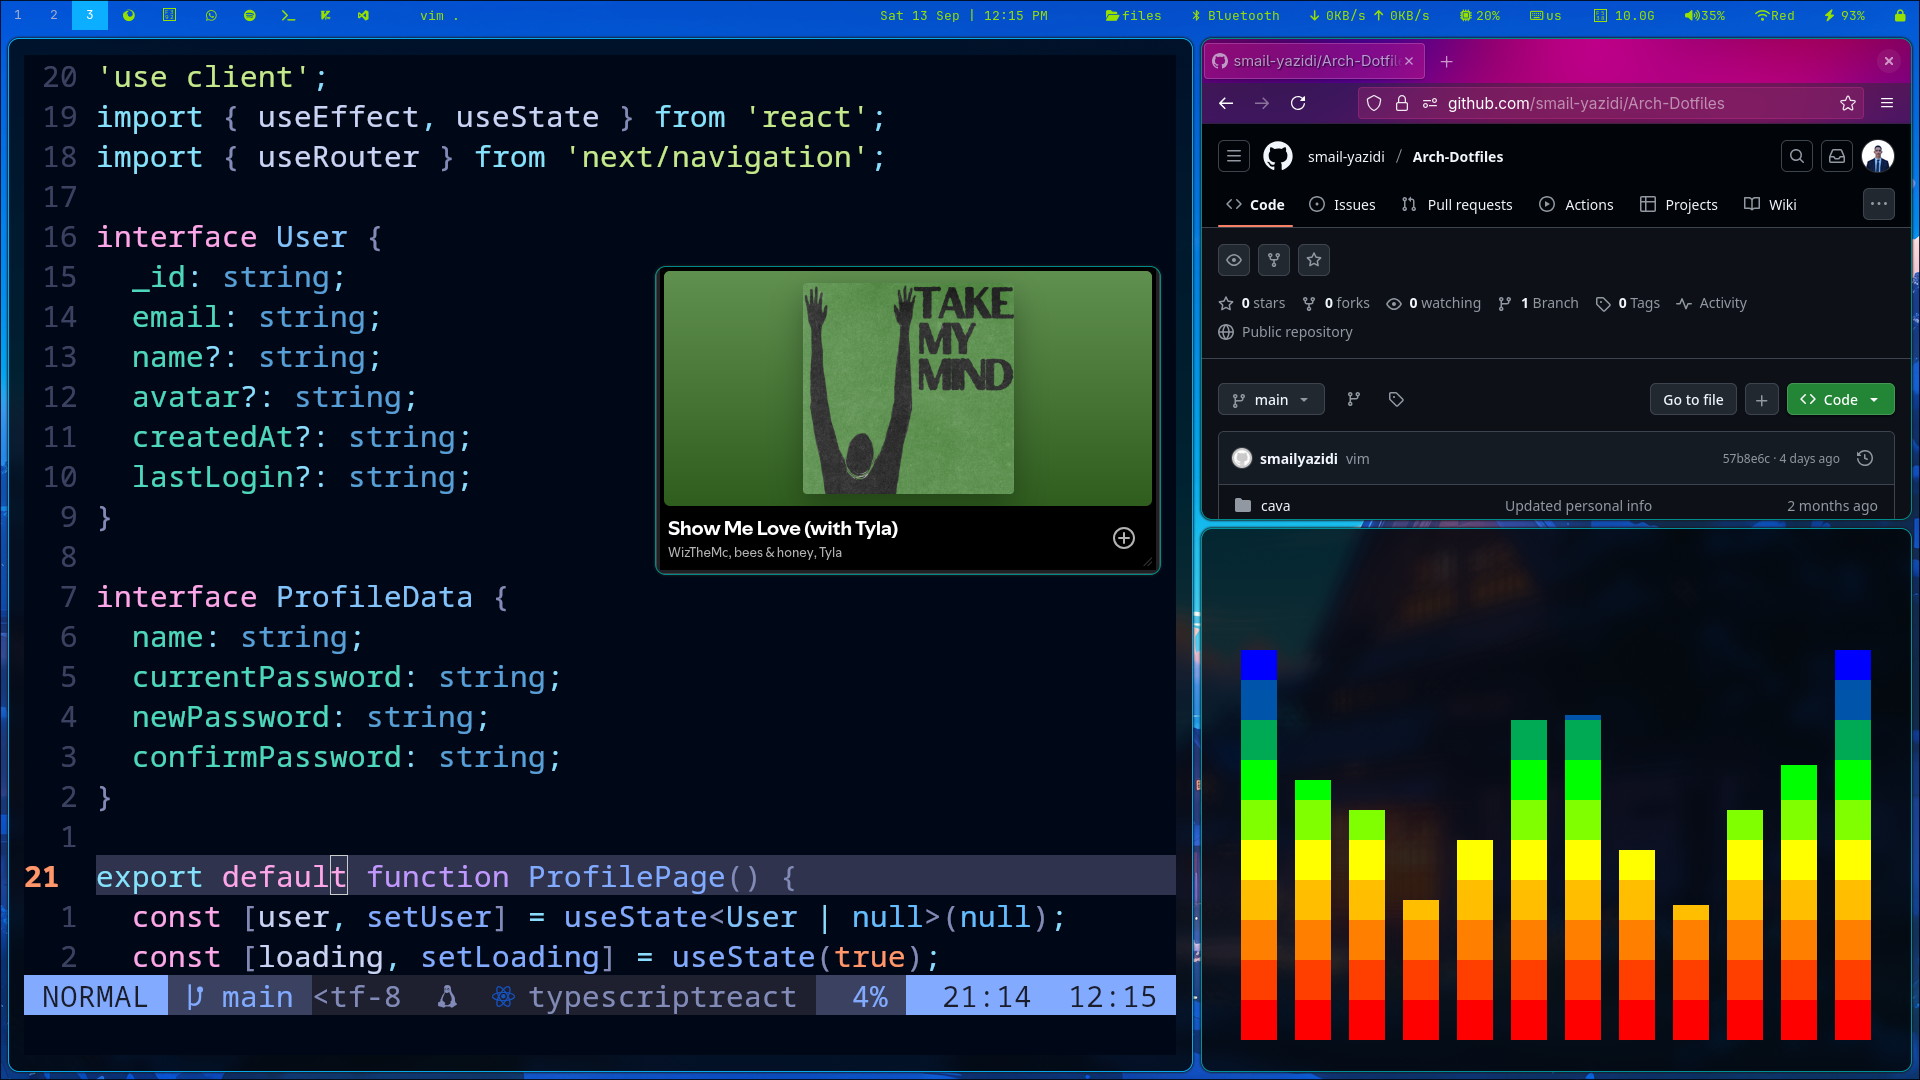 1 2 3 vim . Sat 13 Sep | 12:15 PM files Bluetooth 0KB/s 0KB/s 20% us 10.0G 35% Red 93%
20 'use client';
19 import { useEffect, useState } from 'react';
18 import { useRouter } from 'next/navigation';
17
16 interface User {
15 _id: string;
14 email: string;
13 name?: string;
12 avatar?: string;
11 createdAt?: string;
10 lastLogin?: string;
9 }
8
7 interface ProfileData {
6 name: string;
5 currentPassword: string;
4 newPassword: string;
3 confirmPassword: string;
2 }
1
21 export default function ProfilePage() {
1 const [user, setUser] = useState<User | null>(null);
2 const [loading, setLoading] = useState(true);
NORMAL main <tf-8 typescriptreact 4% 21:14 12:15
TAKE
MY
MIND
Show Me Love (with Tyla)
WizTheMc, bees & honey, Tyla
smail-yazidi/Arch-Dotfil
github.com/smail-yazidi/Arch-Dotfiles
smail-yazidi / Arch-Dotfiles
Code Issues Pull requests Actions Projects Wiki
0 stars 0 forks 0 watching 1 Branch 0 Tags Activity
Public repository
main Go to file Code
smailyazidi vim 57b8e6c · 4 days ago
cava Updated personal info 2 months ago